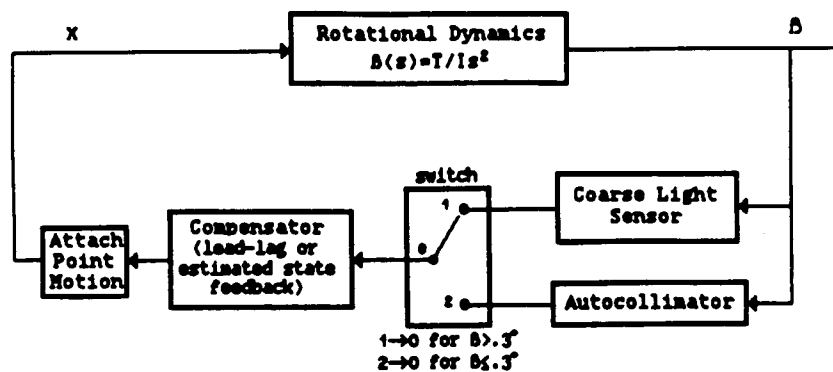 X
Rotational Dynamics
β(s)=T/Is²
β
switch
1
0
2
Coarse Light
Sensor
Compensator
(lead-lag or
estimated state
feedback)
Attach
Point
Motion
Autocollimator
1→0 for β>.3°
2→0 for β≤.3°